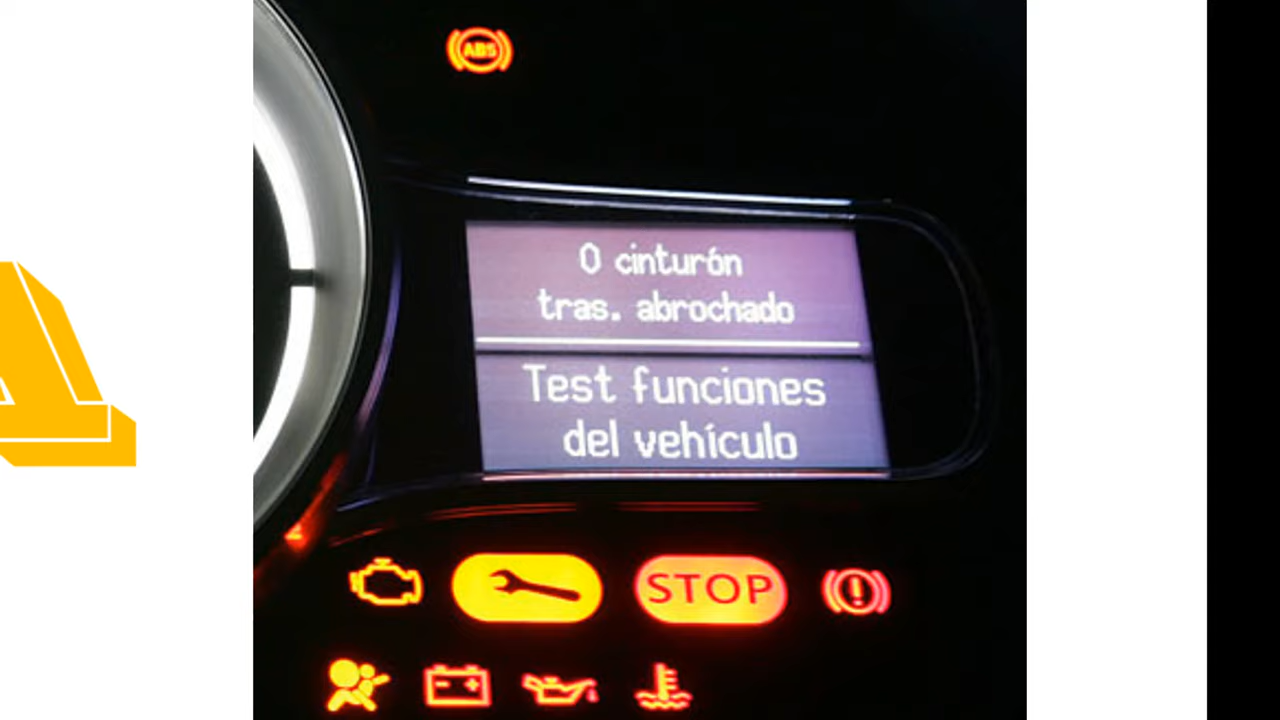 ABS
0 cinturón
tras. abrochado
Test funciones
del vehículo
STOP